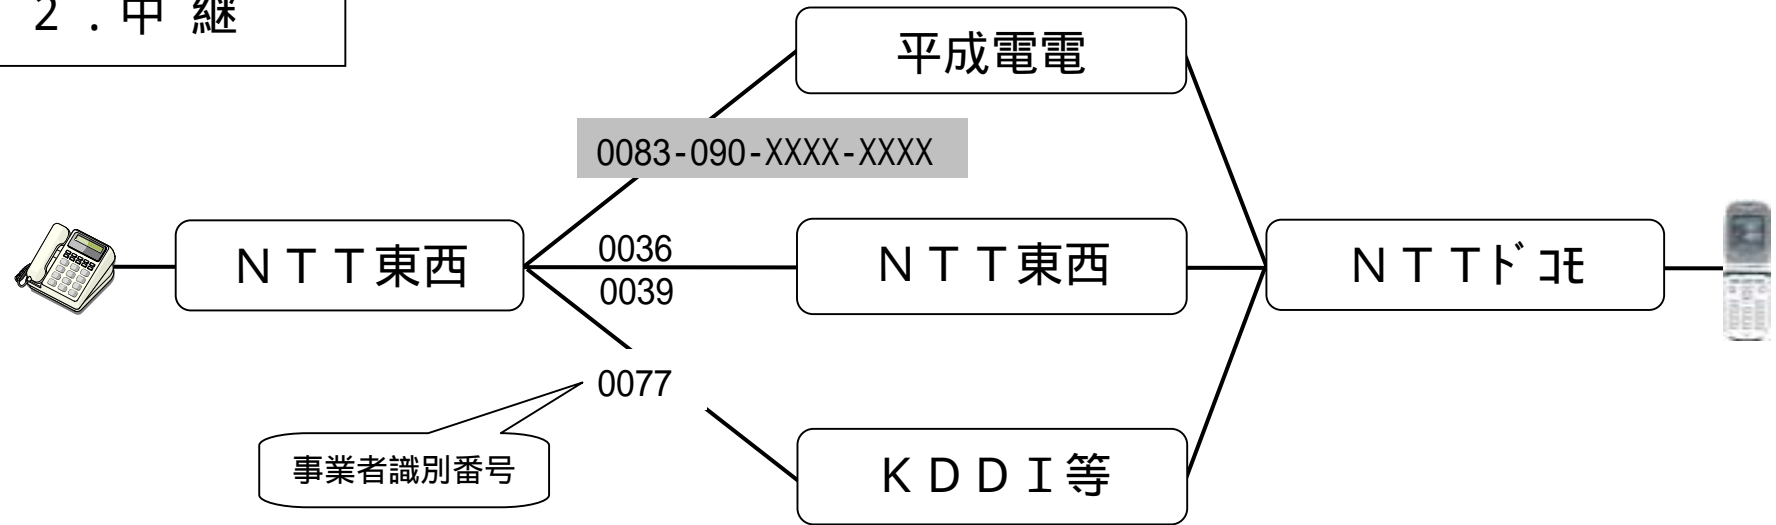 ２．中 継
平成電電
0083-090-XXXX-XXXX
ＮＴＴ東西
0036
0039
ＮＴＴ東西
ＮＴＴﾄﾞｺﾓ
0077
事業者識別番号
ＫＤＤＩ等